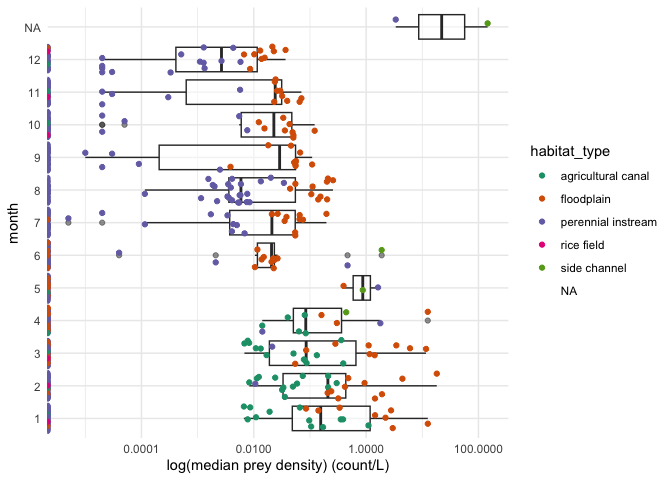 NA
12
11
10
9
8
7
6
5
4
3
2
1
month
0.0001
0.0100
1.0000
100.0000
log(median prey density) (count/L)
habitat_type
agricultural canal
floodplain
perennial instream
rice field
side channel
NA